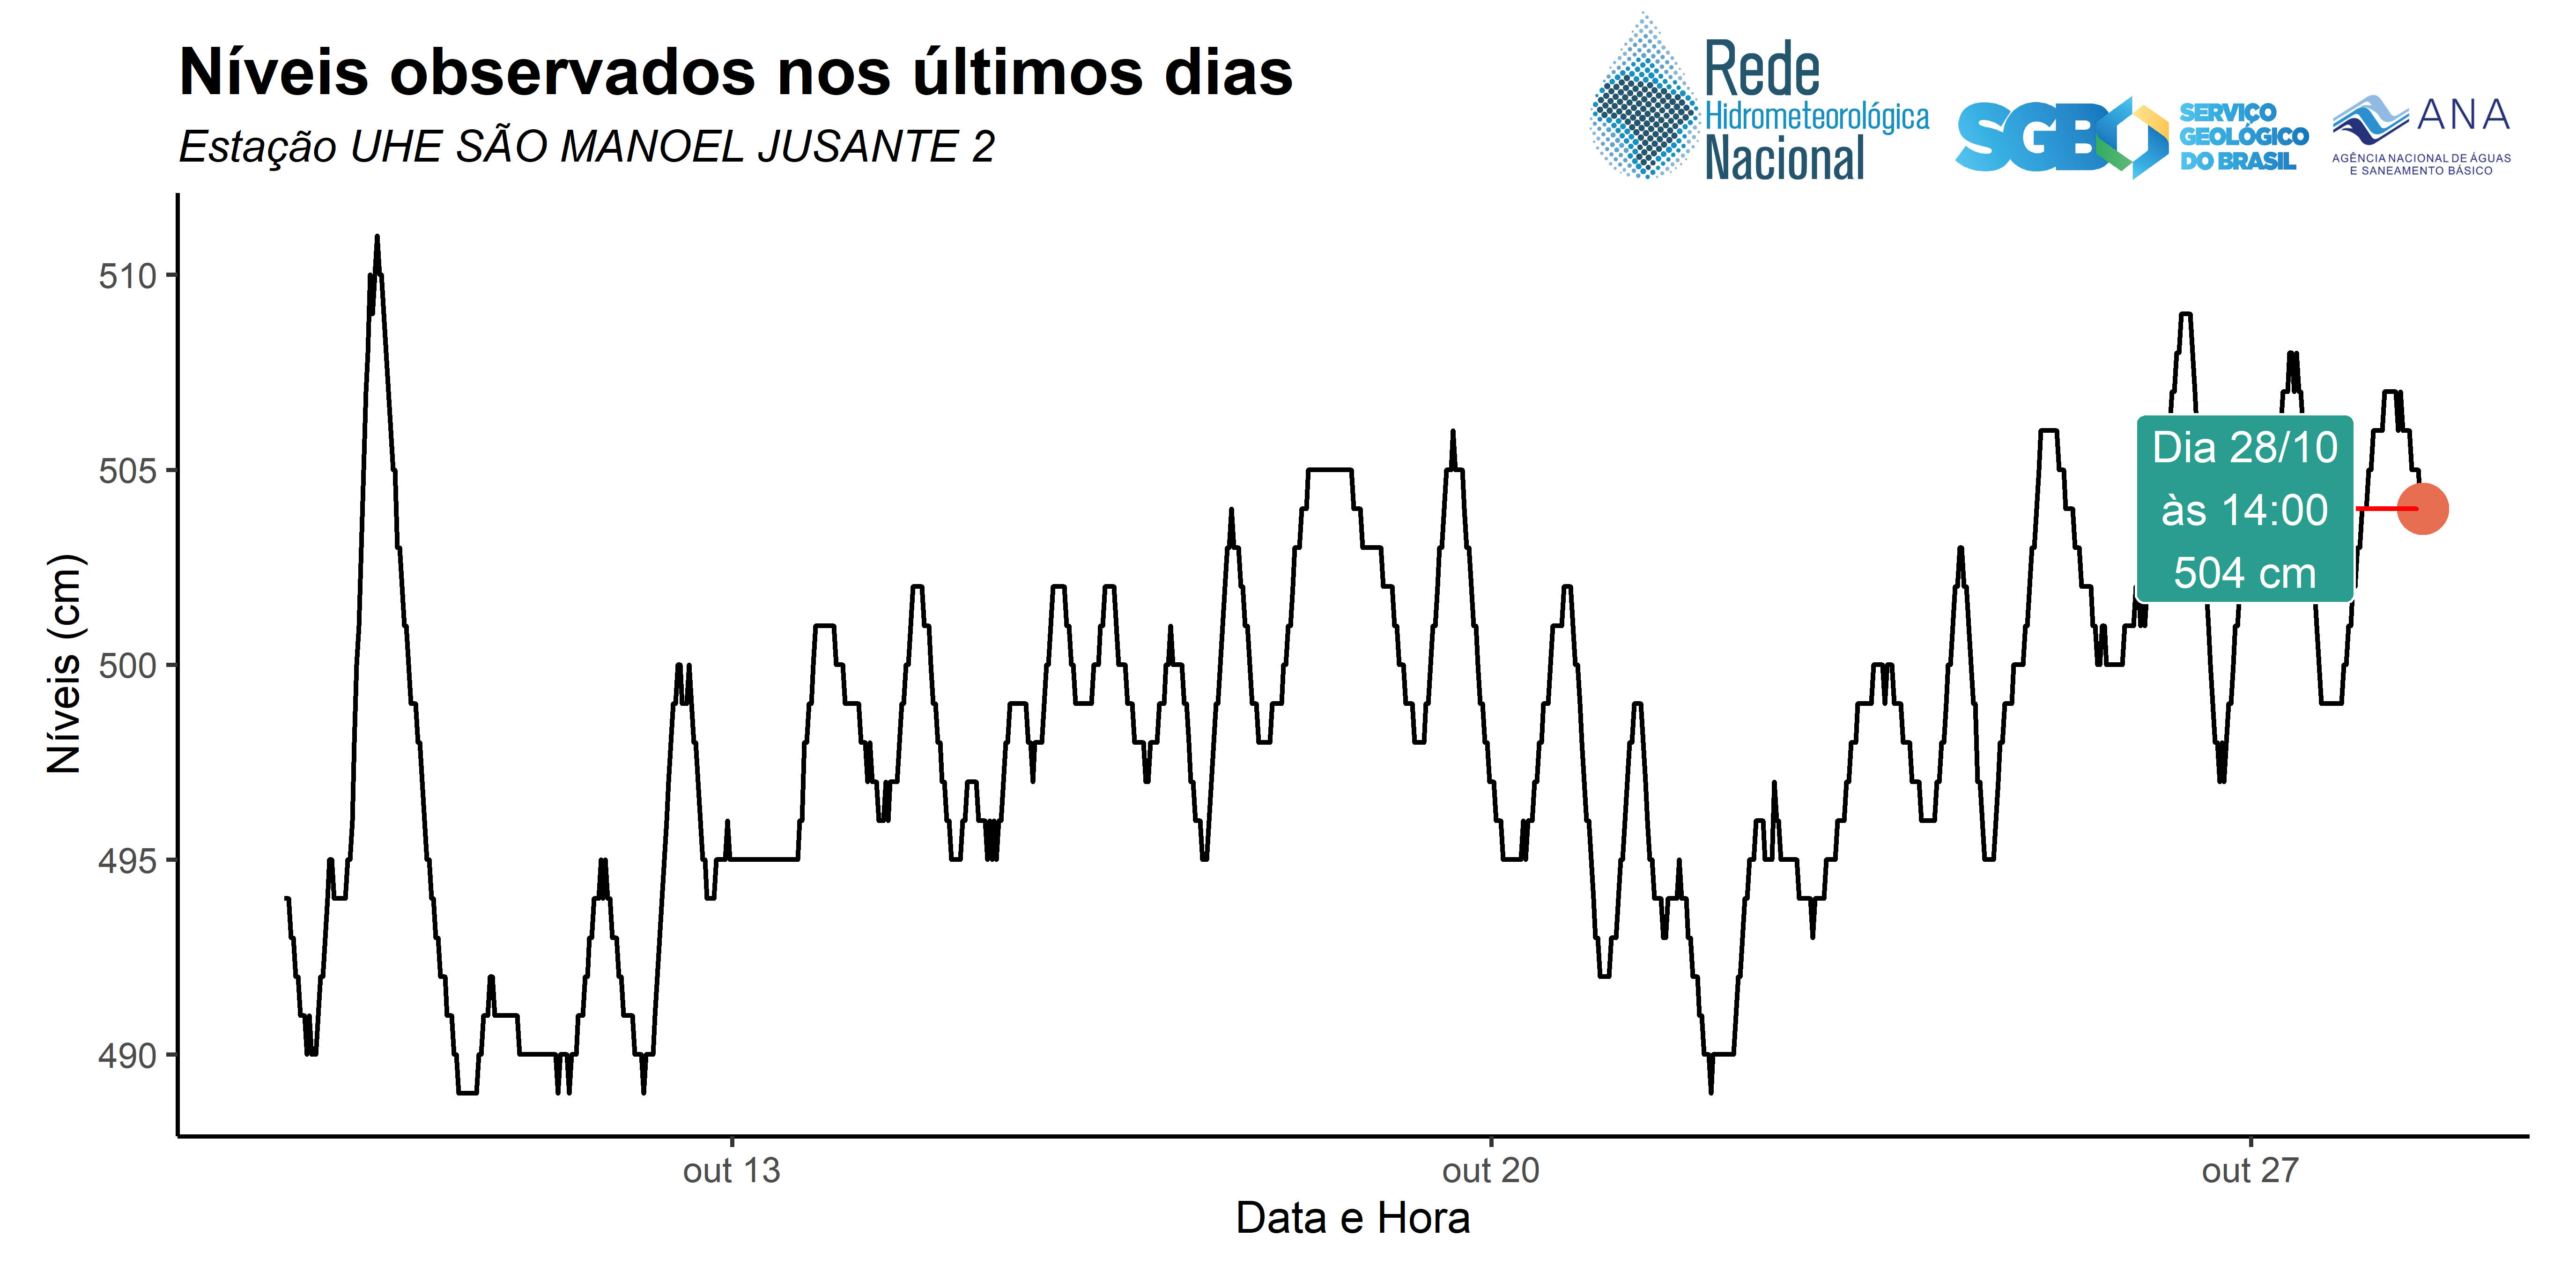 Níveis observados nos últimos dias
Estação UHE SÃO MANOEL JUSANTE 2
Rede
Hidrometeorológica
Nacional
SGB
SERVIÇO
GEOLÓGICO
DO BRASIL
ANA
AGÊNCIA NACIONAL DE ÁGUAS
E SANEAMENTO BÁSICO
Níveis (cm)
510
505
500
495
490
Dia 28/10
às 14:00
504 cm
out 13
out 20
out 27
Data e Hora